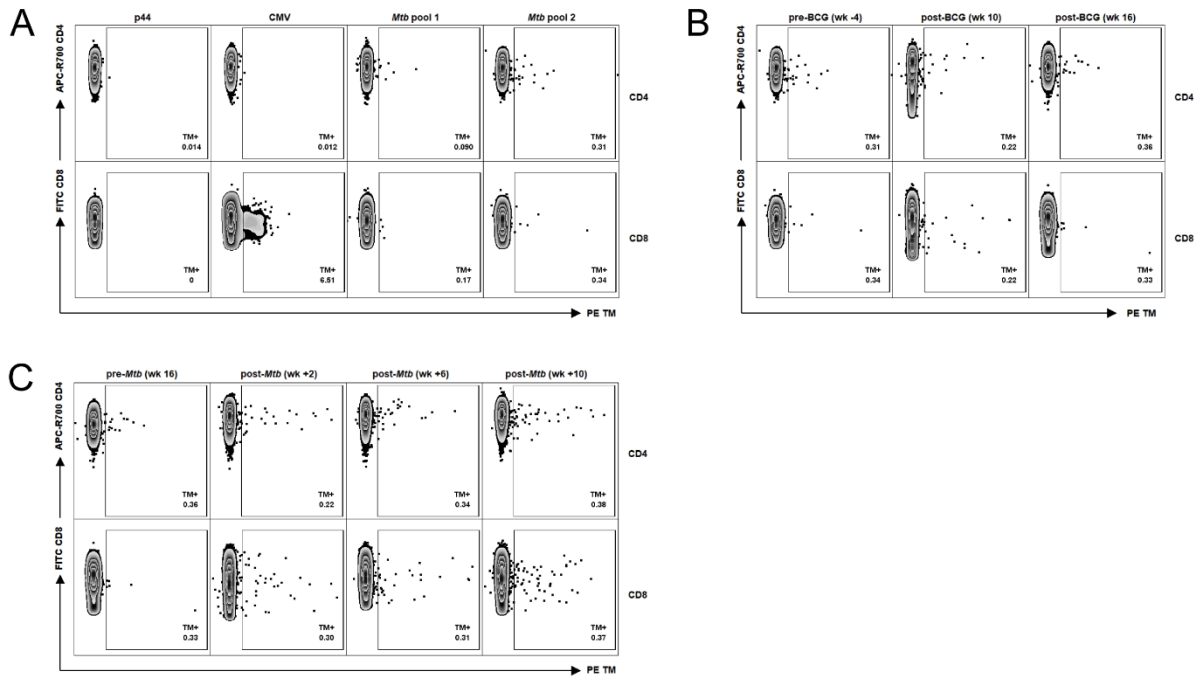 A
p44 CMV Mtb pool 1 Mtb pool 2
APC-R700 CD4
TM+ 0.014
TM+ 0.012
TM+ 0.090
TM+ 0.31
CD4
FITC CD8
TM+ 0
TM+ 6.51
TM+ 0.17
TM+ 0.34
CD8
PE TM
B
pre-BCG (wk -4) post-BCG (wk 10) post-BCG (wk 16)
APC-R700 CD4
TM+ 0.31
TM+ 0.22
TM+ 0.36
CD4
FITC CD8
TM+ 0.34
TM+ 0.22
TM+ 0.33
CD8
PE TM
C
pre-Mtb (wk 16) post-Mtb (wk +2) post-Mtb (wk +6) post-Mtb (wk +10)
APC-R700 CD4
TM+ 0.36
TM+ 0.22
TM+ 0.34
TM+ 0.38
CD4
FITC CD8
TM+ 0.33
TM+ 0.30
TM+ 0.31
TM+ 0.37
CD8
PE TM